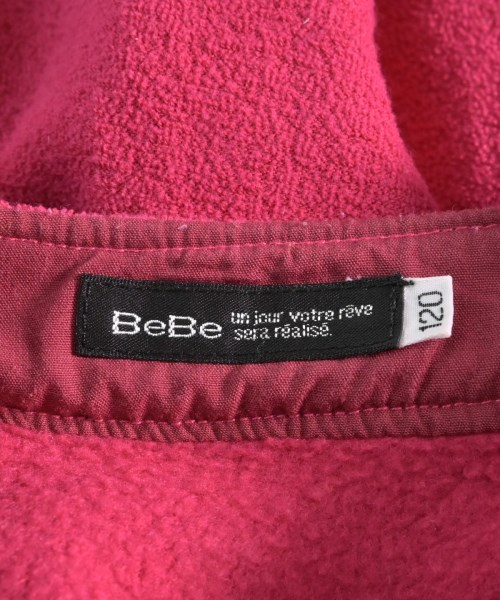 BeBe
un jour votre rêve
sera réalisé.
120